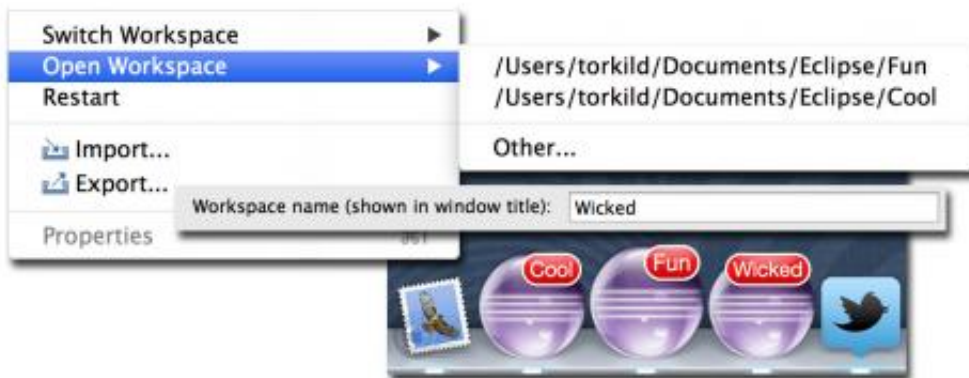 Switch Workspace
Open Workspace
Restart
Import...
Export...
Properties
/Users/torkild/Documents/Eclipse/Fun
/Users/torkild/Documents/Eclipse/Cool
Other...
Workspace name (shown in window title): Wicked
Cool
Fun
Wicked